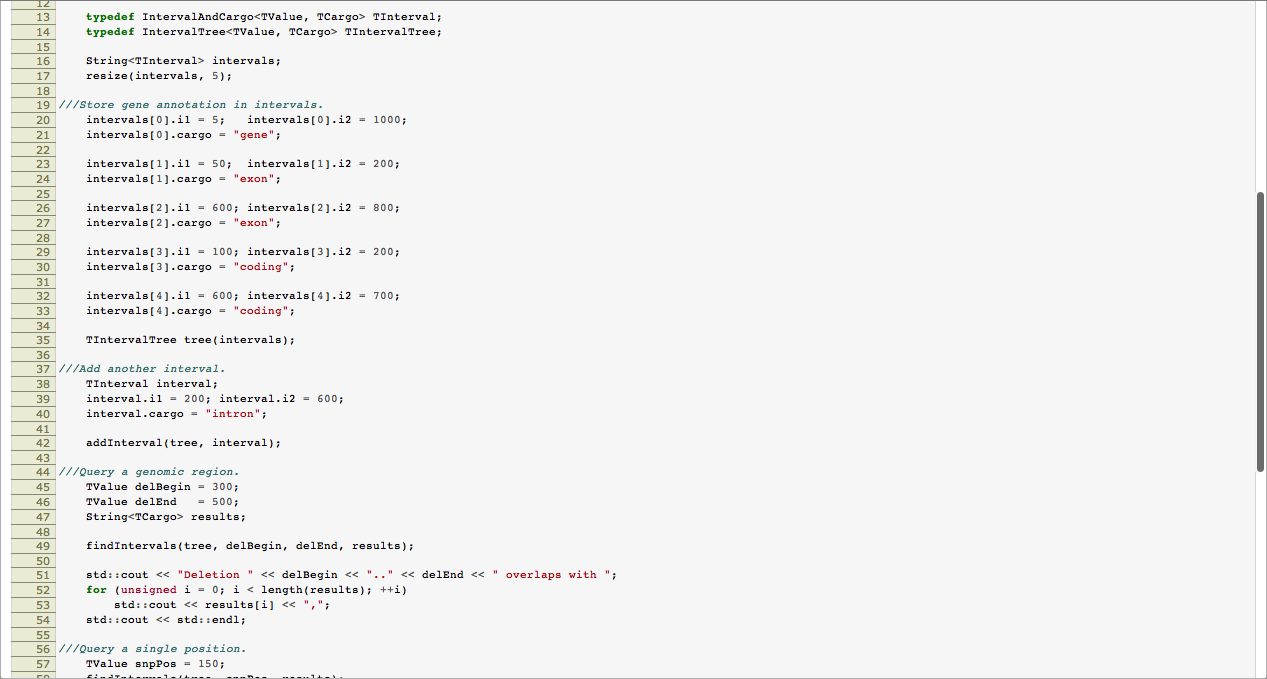 12
13 typedef IntervalAndCargo<TValue, TCargo> TInterval;
14 typedef IntervalTree<TValue, TCargo> TIntervalTree;
15
16 String<TInterval> intervals;
17 resize(intervals, 5);
18
19 ///Store gene annotation in intervals.
20 intervals[0].i1 = 5;   intervals[0].i2 = 1000;
21 intervals[0].cargo = "gene";
22
23 intervals[1].i1 = 50;  intervals[1].i2 = 200;
24 intervals[1].cargo = "exon";
25
26 intervals[2].i1 = 600; intervals[2].i2 = 800;
27 intervals[2].cargo = "exon";
28
29 intervals[3].i1 = 100; intervals[3].i2 = 200;
30 intervals[3].cargo = "coding";
31
32 intervals[4].i1 = 600; intervals[4].i2 = 700;
33 intervals[4].cargo = "coding";
34
35 TIntervalTree tree(intervals);
36
37 ///Add another interval.
38 TInterval interval;
39 interval.i1 = 200; interval.i2 = 600;
40 interval.cargo = "intron";
41
42 addInterval(tree, interval);
43
44 ///Query a genomic region.
45 TValue delBegin = 300;
46 TValue delEnd   = 500;
47 String<TCargo> results;
48
49 findIntervals(tree, delBegin, delEnd, results);
50
51 std::cout << "Deletion " << delBegin << ".." << delEnd << " overlaps with ";
52 for (unsigned i = 0; i < length(results); ++i)
53 std::cout << results[i] << ",";
54 std::cout << std::endl;
55
56 ///Query a single position.
57 TValue snpPos = 150;
58 findIntervals(tree, snpPos, results);